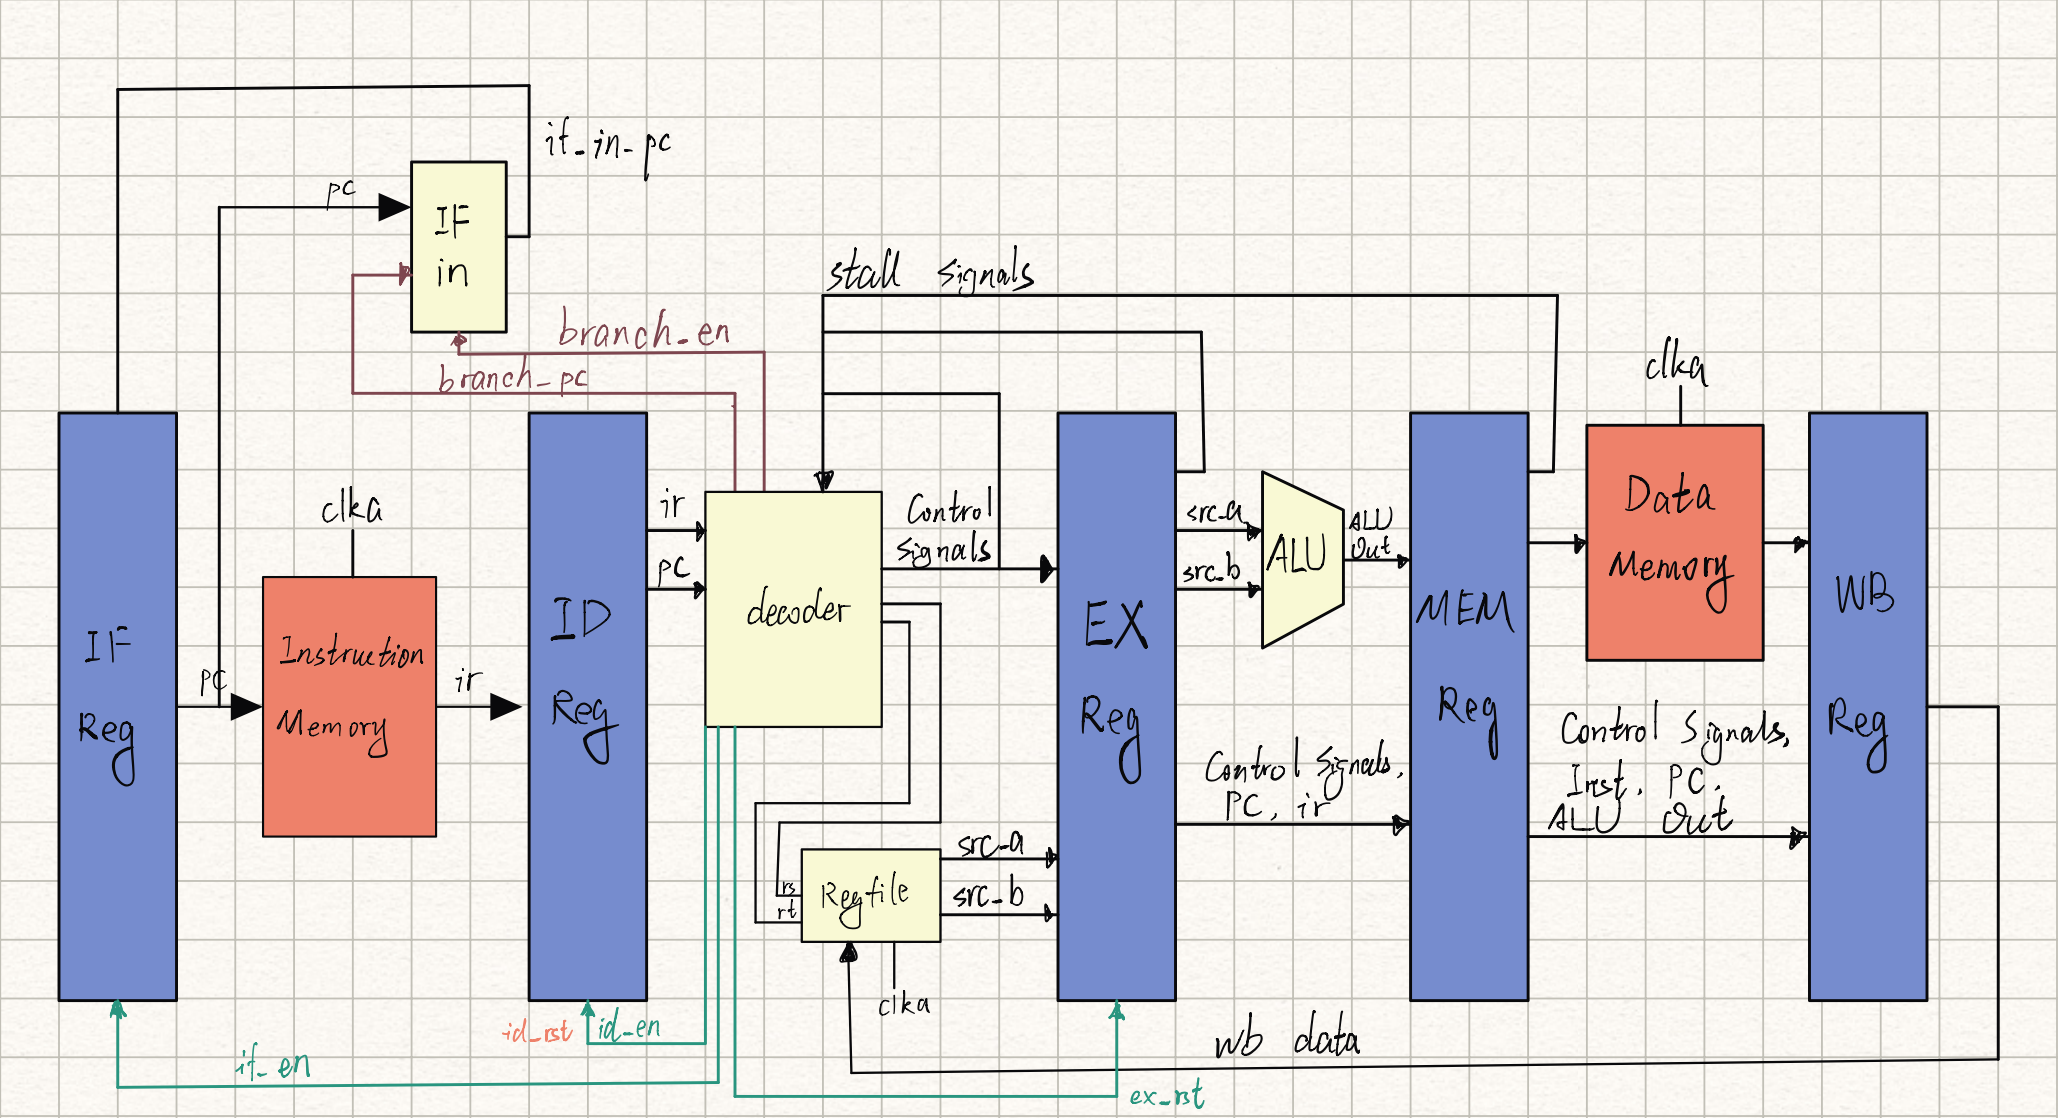 if_in_pc
pc
IF
in
stall signals
branch_en
branch_pc
clka
clka
ir
pc
Control
signals
src_a
src_b
ALU
ALU
Out
Data
Memory
decoder
IF
Reg
pc
Instruction
Memory
ir
ID
Reg
EX
Reg
MEM
Reg
WB
Reg
Control Signals,
PC, ir
Control Signals,
Inst, PC,
ALU Out
rs
rt
Regfile
src_a
src_b
clka
id_rst
id_en
if_en
wb data
ex_rst